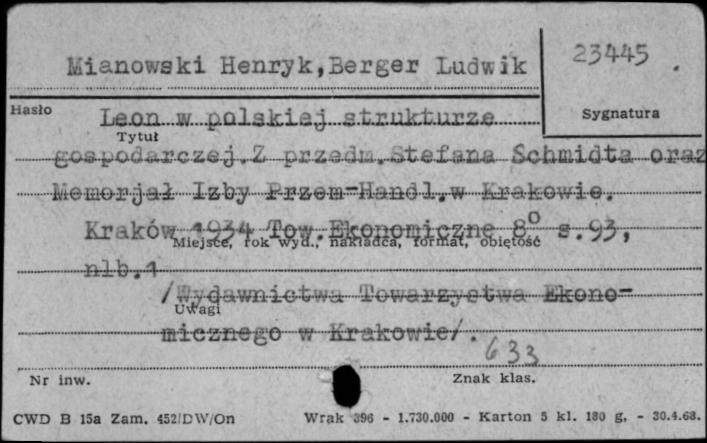 Mianowski Henryk,Berger Ludwik
23445 .
Hasło
Sygnatura
Leon w polskiej strukturze
Tytuł
gospodarczej.Z przedm.Stefana Schmidta oraz
Memorjał Izby Przem-Handl.w Krakowie.
Kraków 1934 Tow.Ekonomiczne 8° s.93,
Miejsce, rok wyd., nakładca, format, objętość
nlb.1
/Wydawnictwa Towarzystwa Ekono-
Uwagi
micznego w Krakowie/.
633
Nr inw.
Znak klas.
CWD B 15a Zam. 452/DW/On
Wrak 396 - 1.730.000 - Karton 5 kl. 180 g. - 30.4.68.